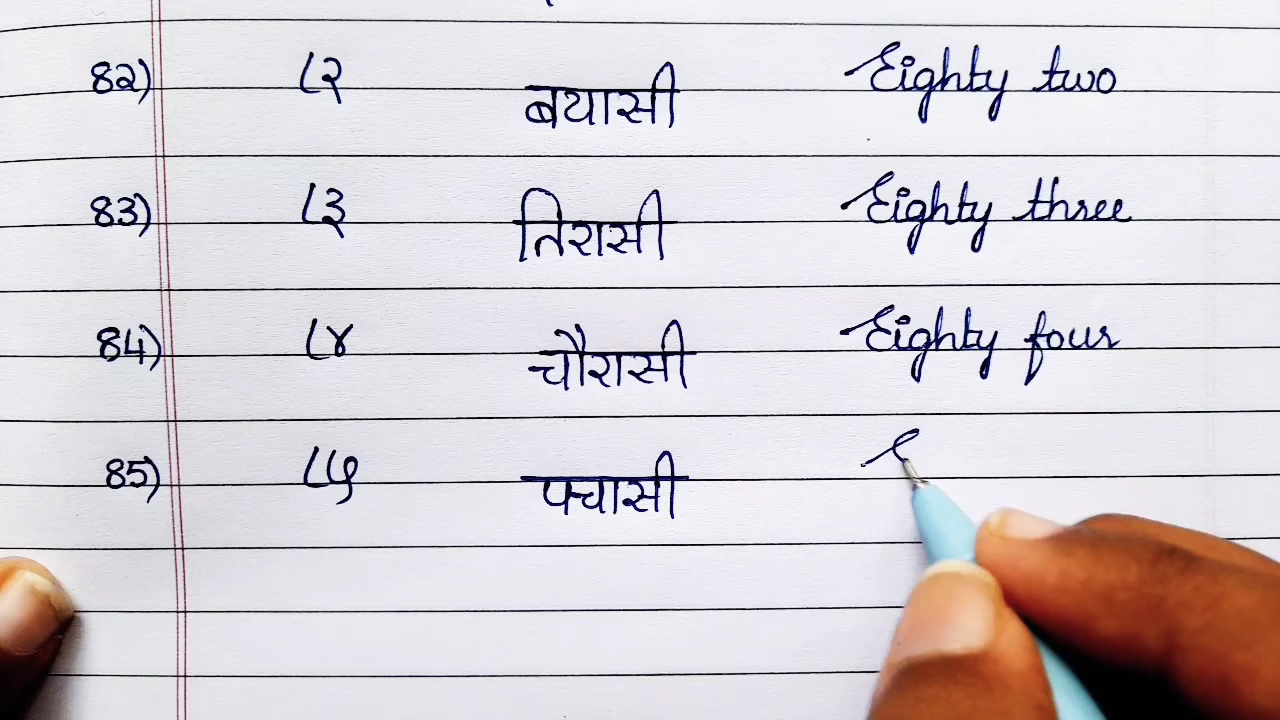 82) ८२ बयासी Eighty two
83) ८३ तिरासी Eighty three
84) ८४ चौरासी Eighty four
85) ८५ पच्चासी